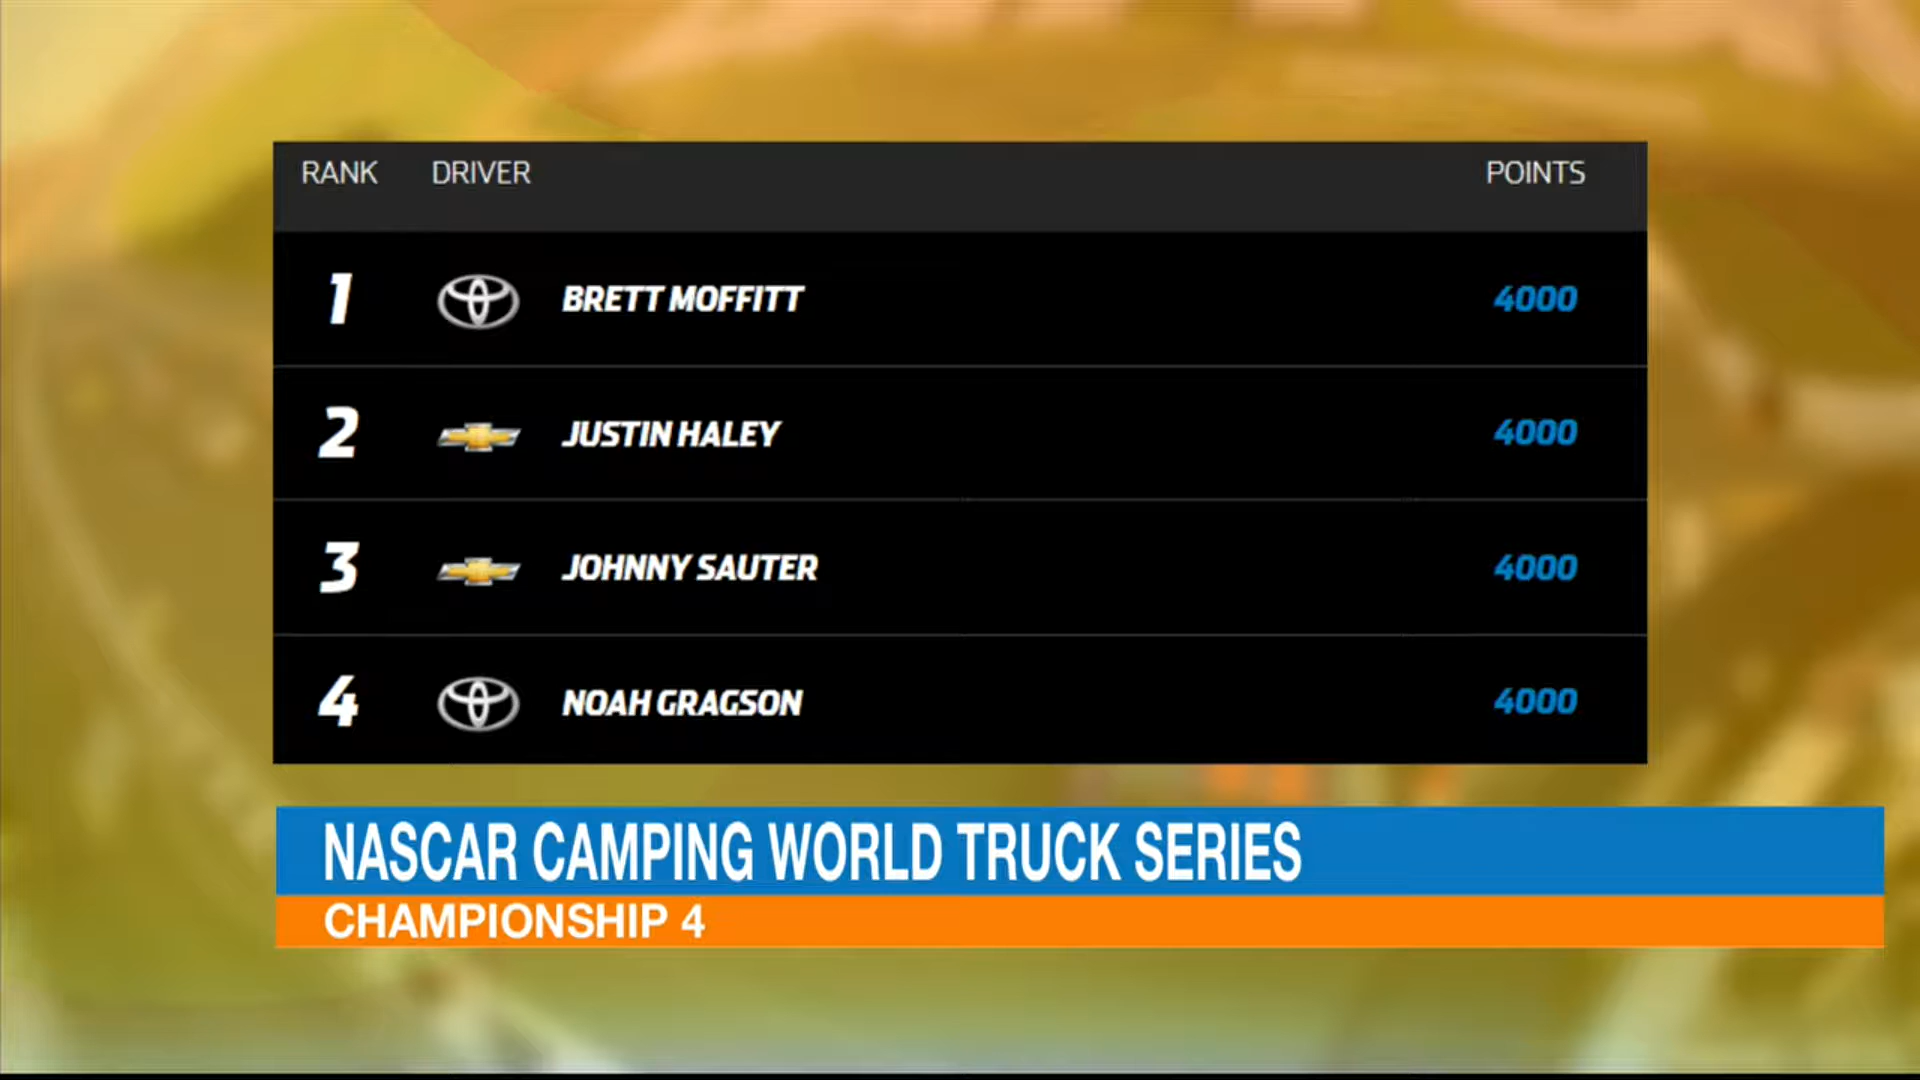 RANK DRIVER POINTS
1 BRETT MOFFITT 4000
2 JUSTIN HALEY 4000
3 JOHNNY SAUTER 4000
4 NOAH GRAGSON 4000
NASCAR CAMPING WORLD TRUCK SERIES
CHAMPIONSHIP 4